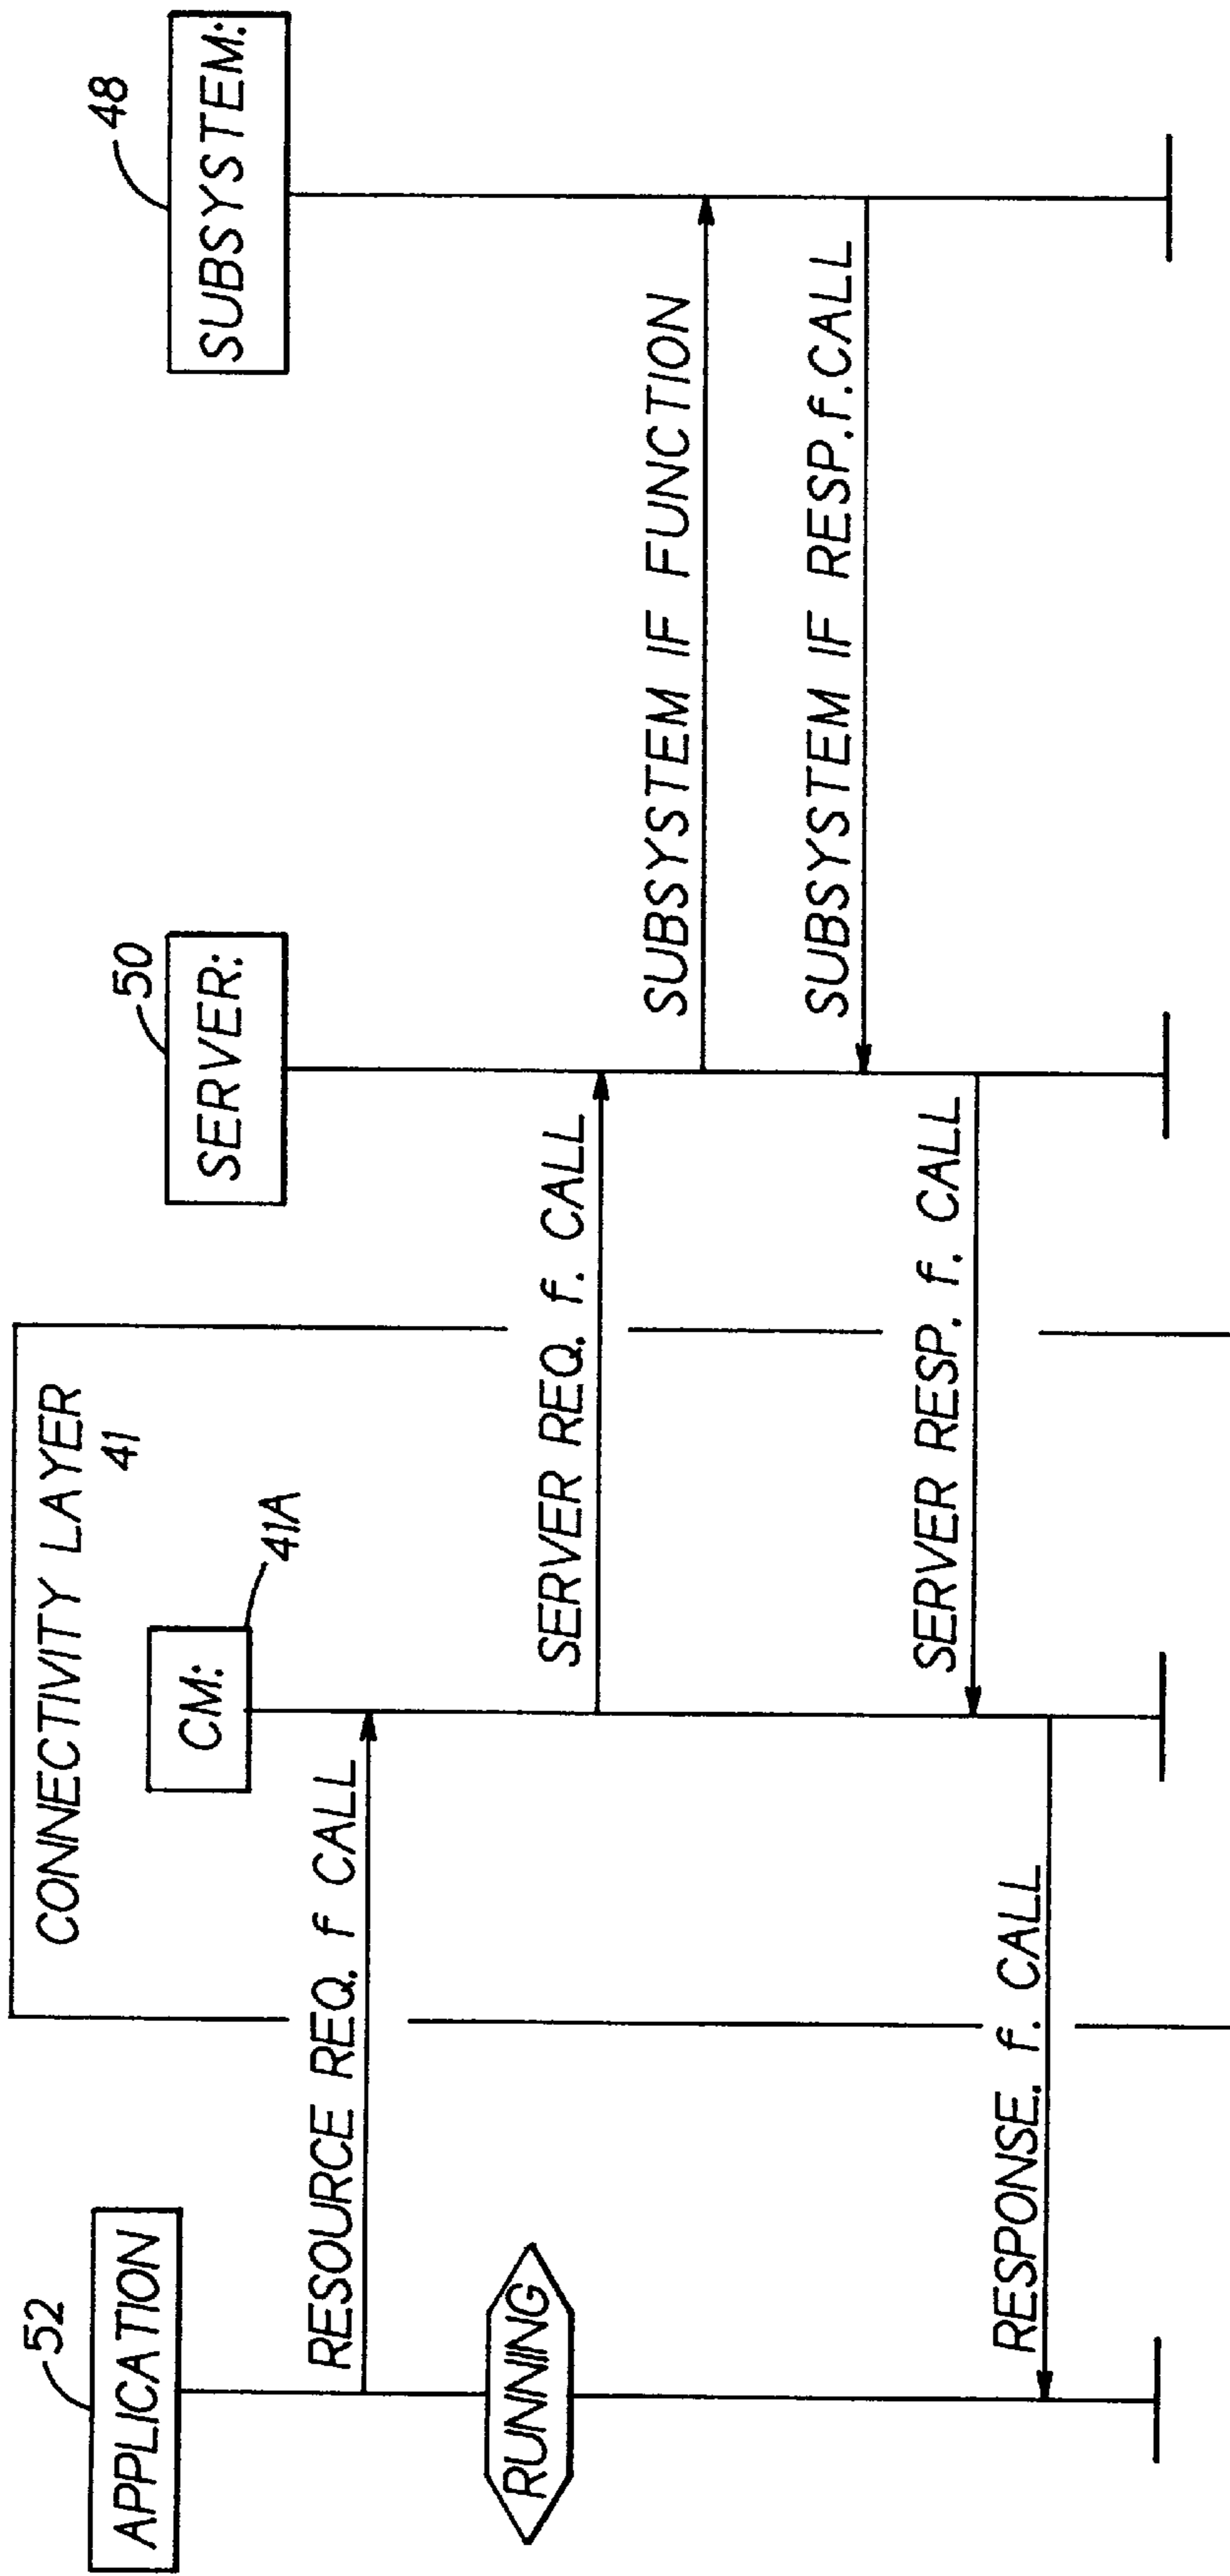 52
APPLICATION
CONNECTIVITY LAYER
41
CM:
41A
50
SERVER:
48
SUBSYSTEM:
RESOURCE REQ. f CALL
RUNNING
SERVER REQ. f. CALL
SUBSYSTEM IF FUNCTION
SUBSYSTEM IF RESP.f.CALL
SERVER RESP. f. CALL
RESPONSE. f. CALL